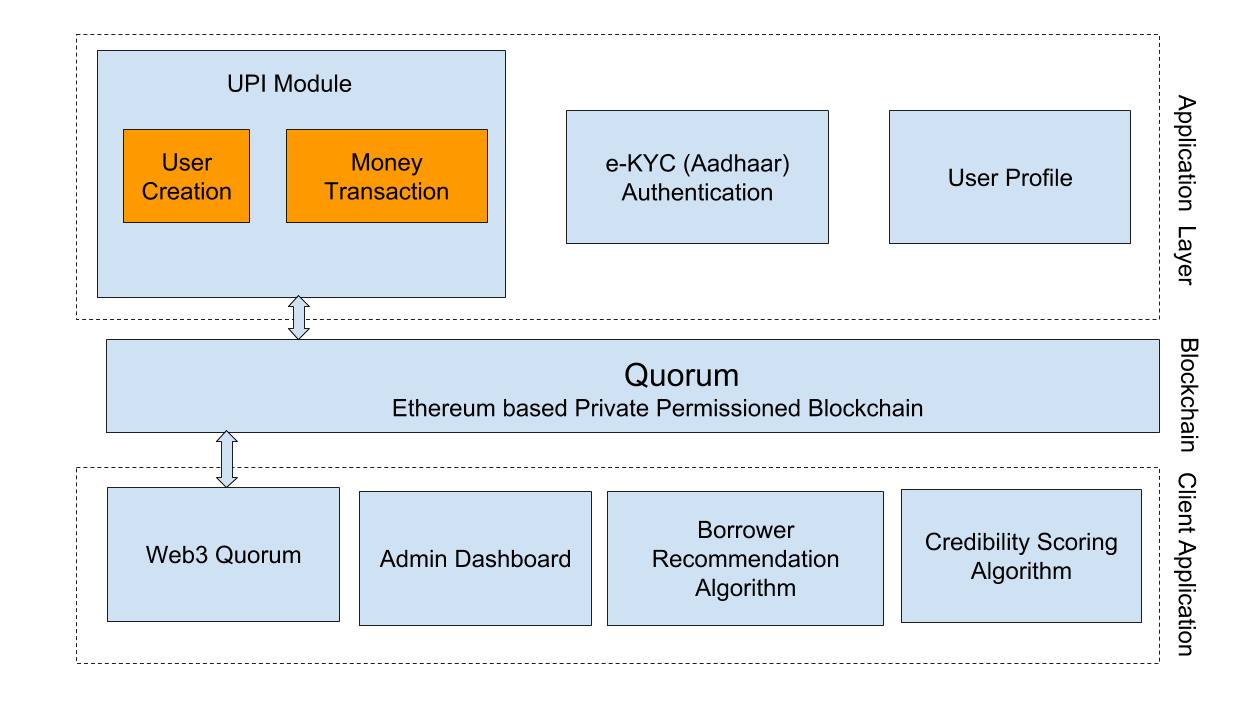 UPI Module
User
Creation
Money
Transaction
e-KYC (Aadhaar)
Authentication
User Profile
Application Layer
Quorum
Ethereum based Private Permissioned Blockchain
Blockchain
Web3 Quorum
Admin Dashboard
Borrower
Recommendation
Algorithm
Credibility Scoring
Algorithm
Client Application